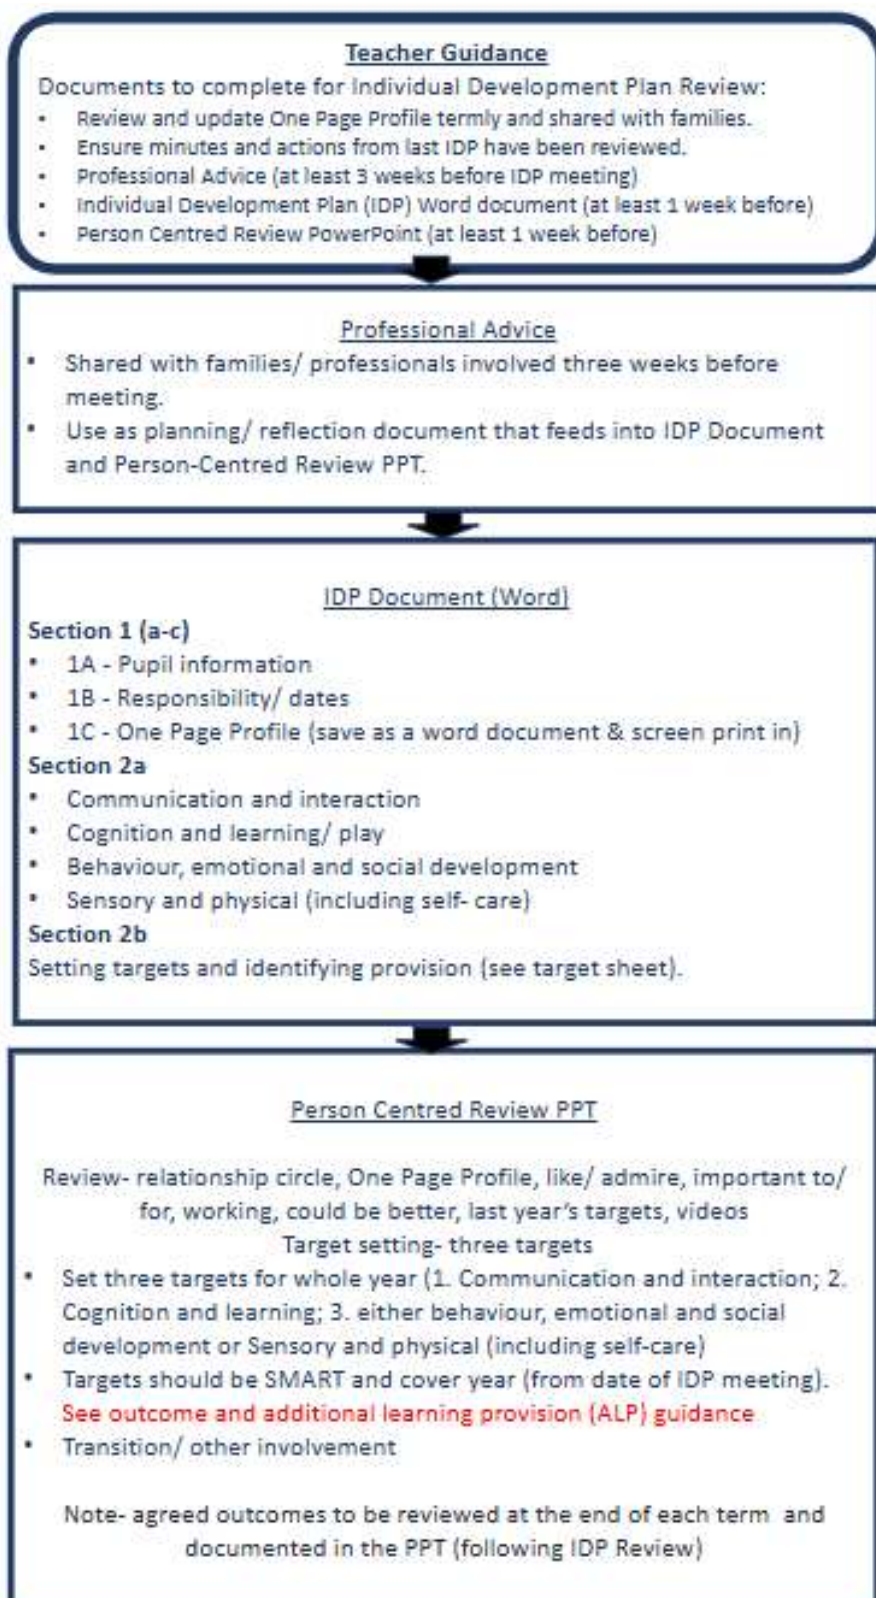 Teacher Guidance
Documents to complete for Individual Development Plan Review:
• Review and update One Page Profile termly and shared with families.
• Ensure minutes and actions from last IDP have been reviewed.
• Professional Advice (at least 3 weeks before IDP meeting)
• Individual Development Plan (IDP) Word document (at least 1 week before)
• Person Centred Review PowerPoint (at least 1 week before)
Professional Advice
• Shared with families/ professionals involved three weeks before
meeting.
• Use as planning/ reflection document that feeds into IDP Document
and Person-Centred Review PPT.
IDP Document (Word)
Section 1 (a-c)
• 1A - Pupil information
• 1B - Responsibility/ dates
• 1C - One Page Profile (save as a word document & screen print in)
Section 2a
• Communication and interaction
• Cognition and learning/ play
• Behaviour, emotional and social development
• Sensory and physical (including self- care)
Section 2b
Setting targets and identifying provision (see target sheet).
Person Centred Review PPT
Review- relationship circle, One Page Profile, like/ admire, important to/
for, working, could be better, last year's targets, videos
Target setting- three targets
• Set three targets for whole year (1. Communication and interaction; 2.
Cognition and learning; 3. either behaviour, emotional and social
development or Sensory and physical (including self-care)
• Targets should be SMART and cover year (from date of IDP meeting).
See outcome and additional learning provision (ALP) guidance
• Transition/ other involvement
Note- agreed outcomes to be reviewed at the end of each term and
documented in the PPT (following IDP Review)